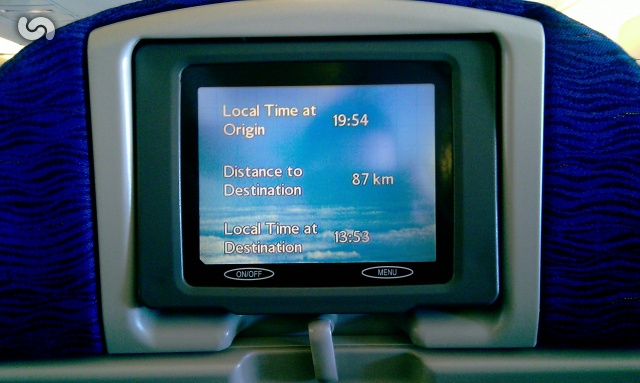 Local Time at
Origin 19:54
Distance to
Destination 87 km
Local Time at
Destination 13:53
ON/OFF MENU